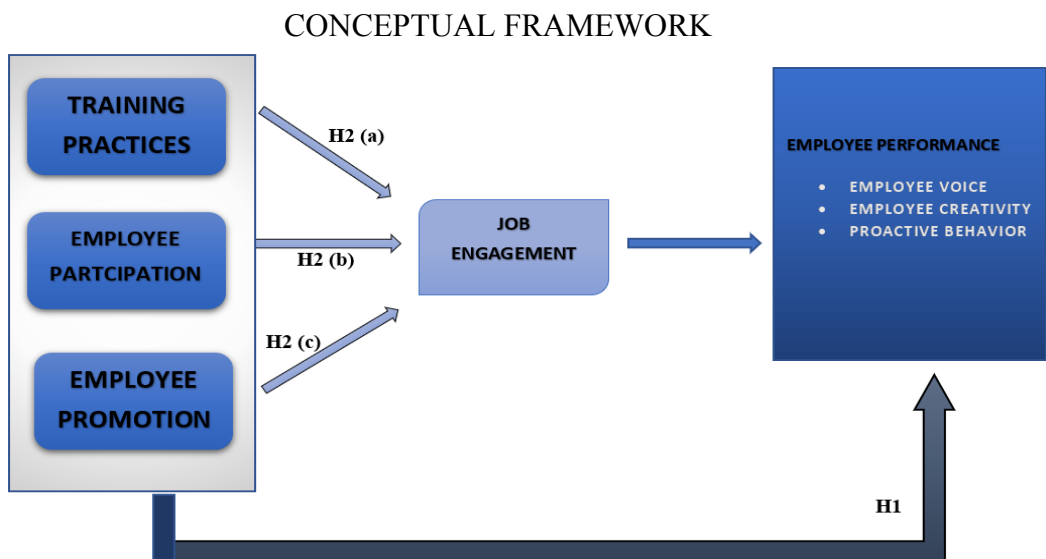 CONCEPTUAL FRAMEWORK
TRAINING
PRACTICES
H2 (a)
EMPLOYEE
PARTCIPATION
H2 (b)
EMPLOYEE
PROMOTION
H2 (c)
JOB
ENGAGEMENT
EMPLOYEE PERFORMANCE
• EMPLOYEE VOICE
• EMPLOYEE CREATIVITY
• PROACTIVE BEHAVIOR
H1